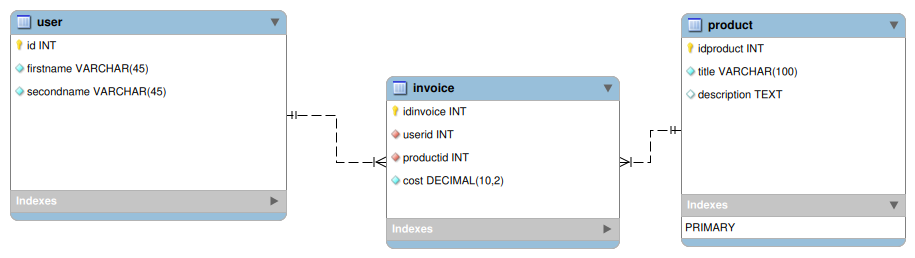 user
id INT
firstname VARCHAR(45)
secondname VARCHAR(45)
Indexes
invoice
idinvoice INT
userid INT
productid INT
cost DECIMAL(10,2)
Indexes
product
idproduct INT
title VARCHAR(100)
description TEXT
Indexes
PRIMARY